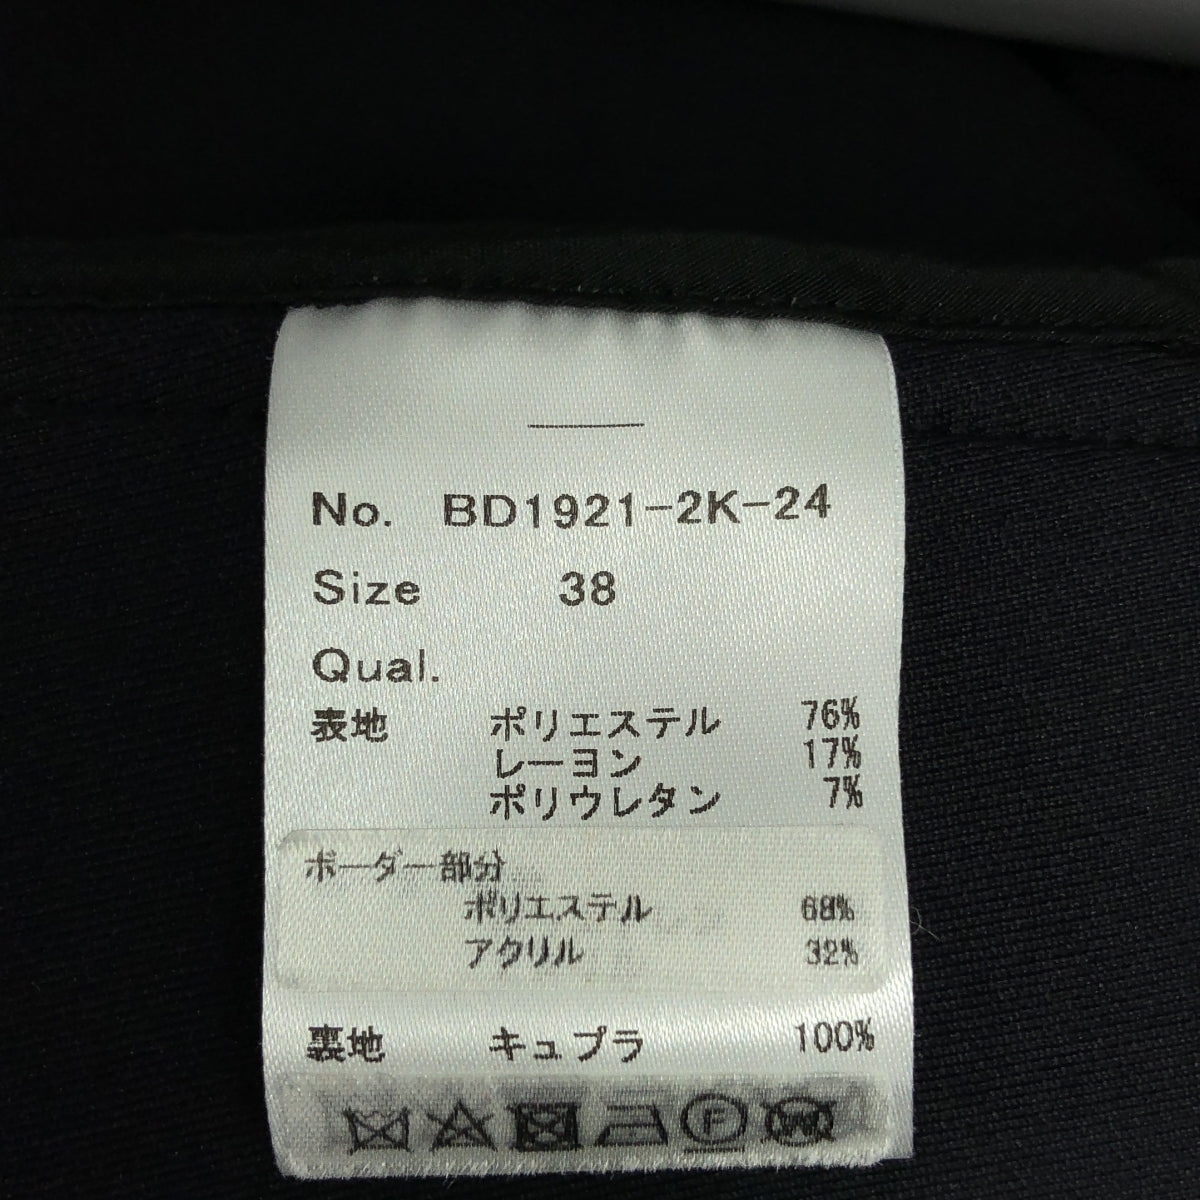 No. BD1921-2K-24
Size 38
Qual.
表地 ポリエステル 76%
レーヨン 17%
ポリウレタン 7%
ボーダー部分
ポリエステル 68%
アクリル 32%
裏地 キュプラ 100%
F W